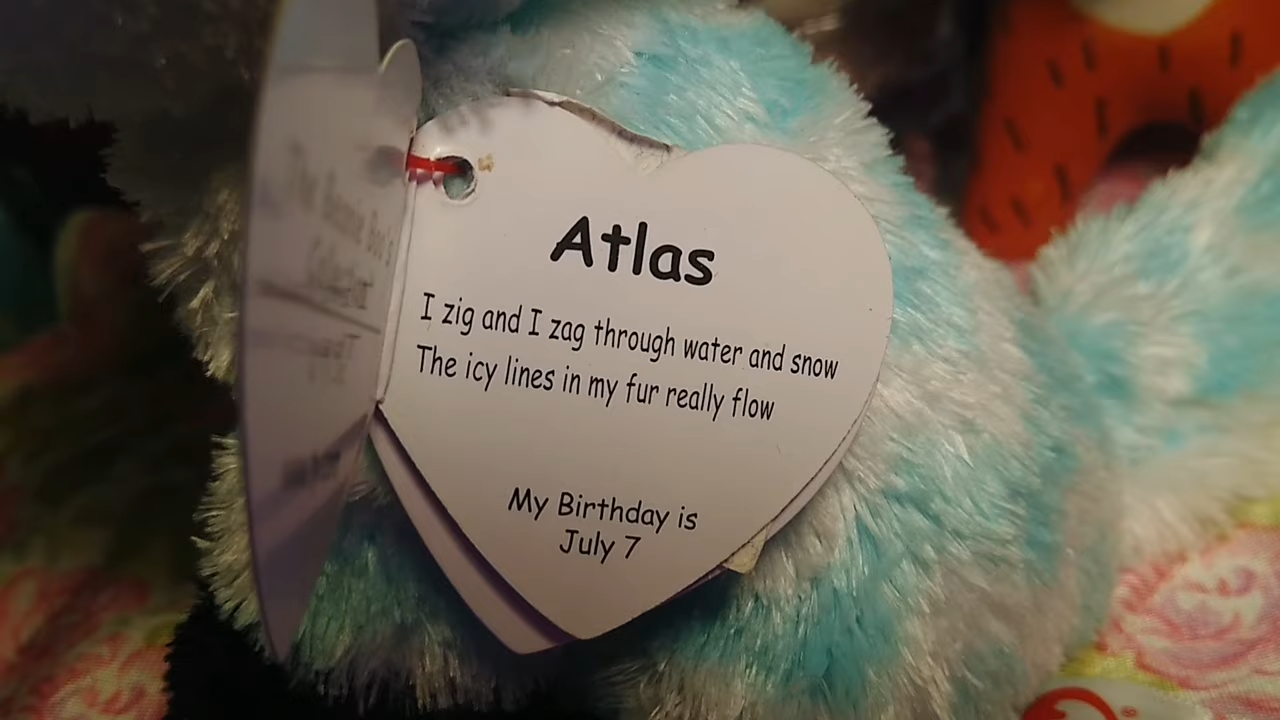 Atlas
I zig and I zag through water and snow
The icy lines in my fur really flow
My Birthday is
July 7